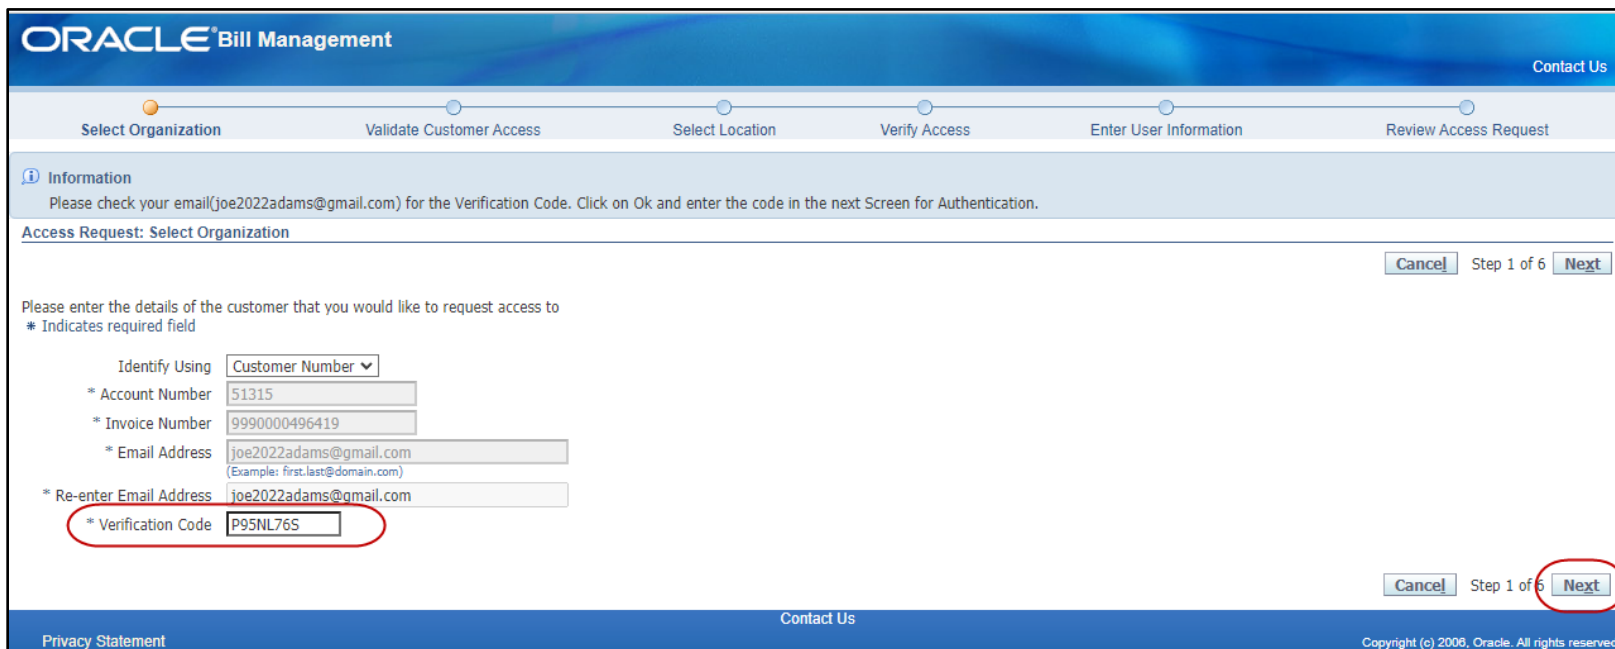 ORACLE® Bill Management
Contact Us
Select Organization Validate Customer Access Select Location Verify Access Enter User Information Review Access Request
Information
Please check your email(joe2022adams@gmail.com) for the Verification Code. Click on Ok and enter the code in the next Screen for Authentication.
Access Request: Select Organization
Cancel Step 1 of 6 Next
Please enter the details of the customer that you would like to request access to
* Indicates required field
Identify Using Customer Number
* Account Number 51315
* Invoice Number 9990000496419
* Email Address joe2022adams@gmail.com
(Example: first.last@domain.com)
* Re-enter Email Address joe2022adams@gmail.com
* Verification Code P95NL76S
Cancel Step 1 of 6 Next
Contact Us
Privacy Statement Copyright (c) 2006, Oracle. All rights reserved